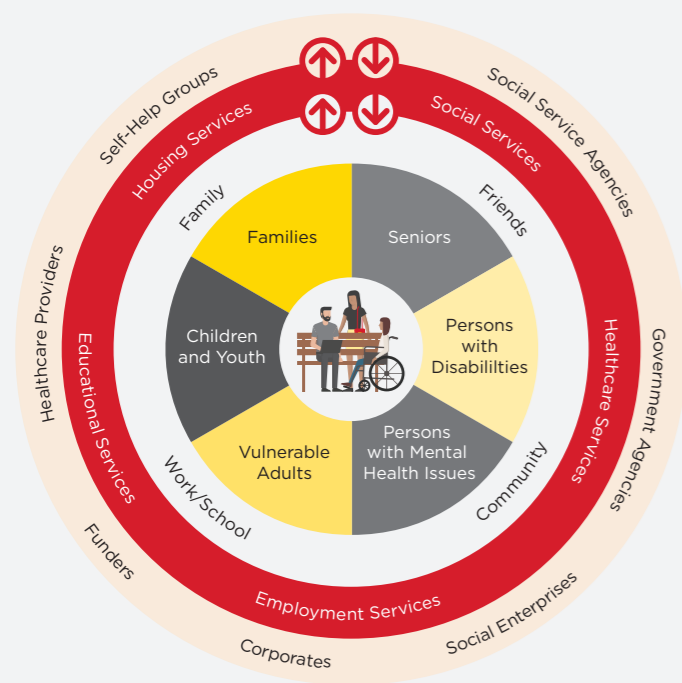 Self-Help Groups
Social Service Agencies
Housing Services
Social Services
Family
Friends
Families
Seniors
Healthcare Providers
Educational Services
Children
and Youth
Persons
with
Disabililties
Healthcare Services
Government Agencies
Vulnerable
Adults
Persons
with Mental
Health Issues
Work/School
Community
Funders
Employment Services
Social Enterprises
Corporates